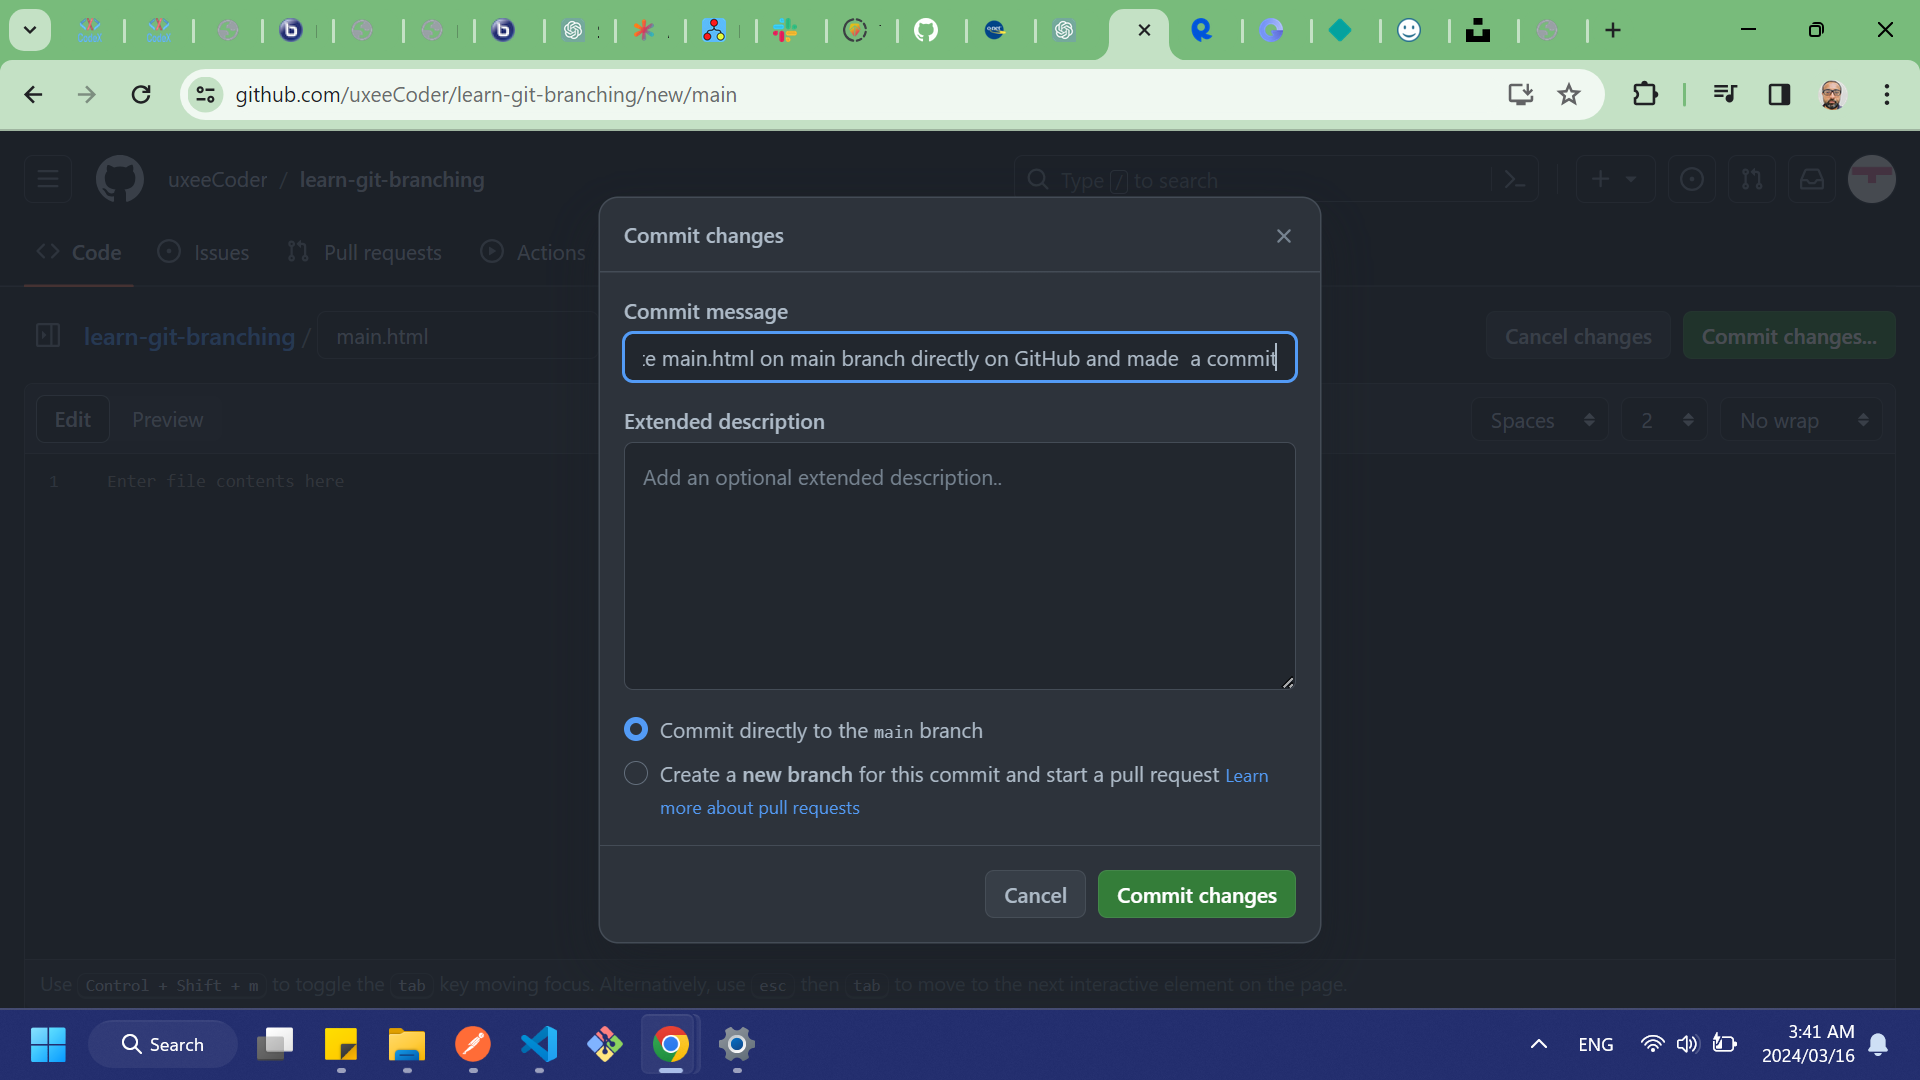 github.com/uxeeCoder/learn-git-branching/new/main
uxeeCoder / learn-git-branching
Type / to search
Code
Issues
Pull requests
Actions
learn-git-branching / main.html
Cancel changes
Commit changes...
Edit
Preview
Spaces
2
No wrap
1
Enter file contents here
Commit changes
Commit message
e main.html on main branch directly on GitHub and made  a commit
Extended description
Add an optional extended description..
Commit directly to the main branch
Create a new branch for this commit and start a pull request Learn
more about pull requests
Cancel
Commit changes
Use Control + Shift + m to toggle the tab key moving focus. Alternatively, use esc then tab to move to the next interactive element on the page.
Search
ENG
3:41 AM
2024/03/16